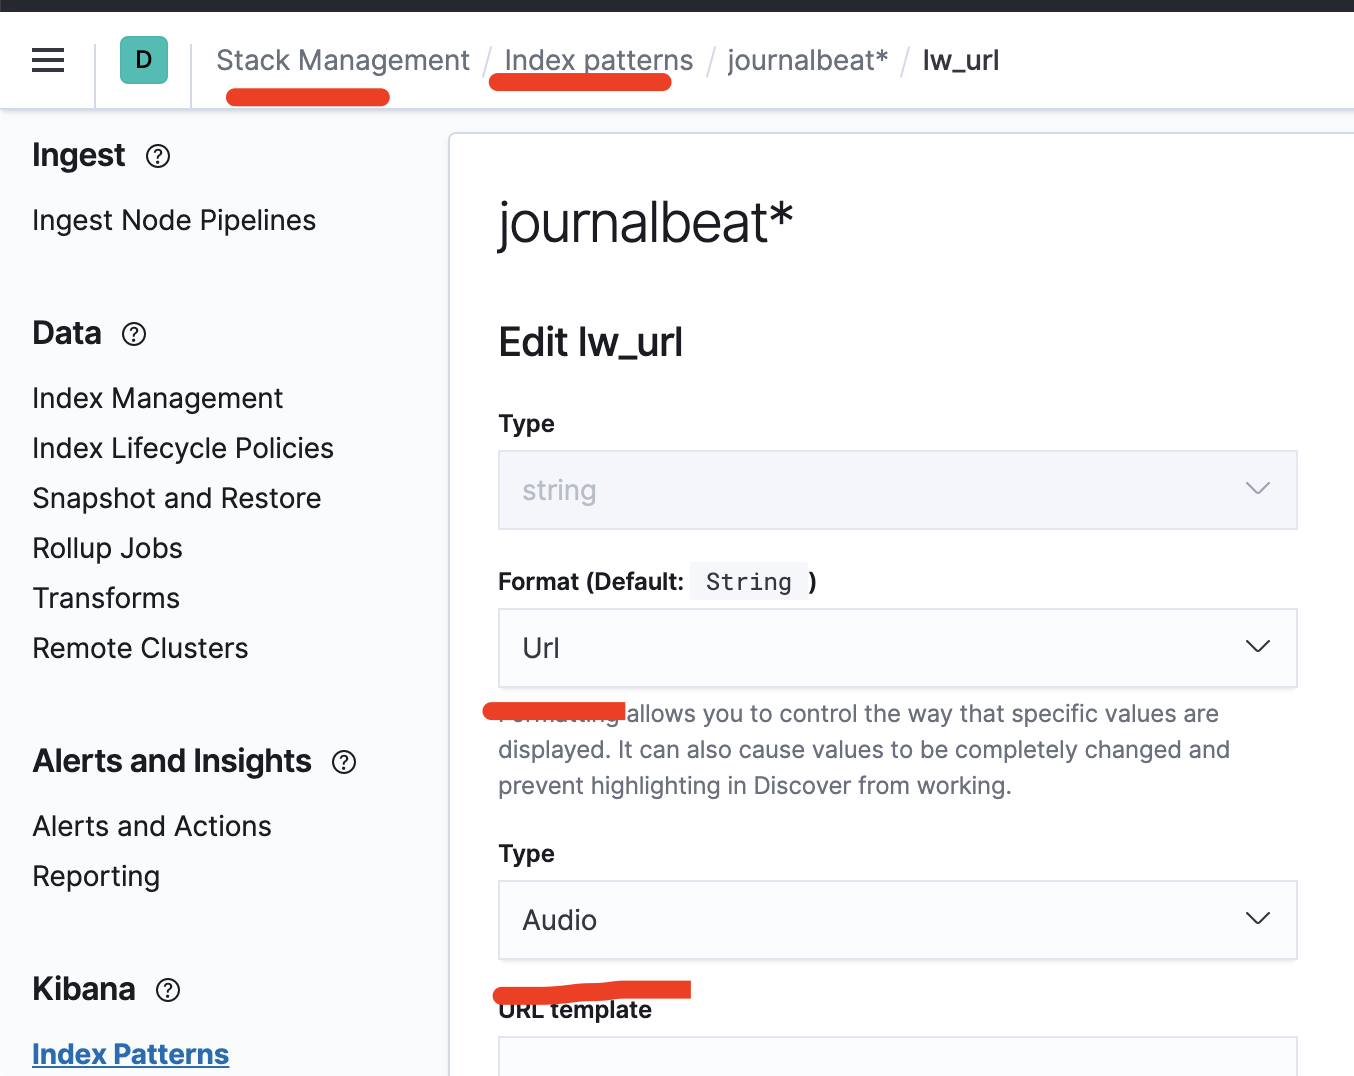 D Stack Management / Index patterns / journalbeat* / lw_url
Ingest
Ingest Node Pipelines
Data
Index Management
Index Lifecycle Policies
Snapshot and Restore
Rollup Jobs
Transforms
Remote Clusters
Alerts and Insights
Alerts and Actions
Reporting
Kibana
Index Patterns
journalbeat*
Edit lw_url
Type
string
Format (Default: String )
Url
Formatting allows you to control the way that specific values are
displayed. It can also cause values to be completely changed and
prevent highlighting in Discover from working.
Type
Audio
URL template